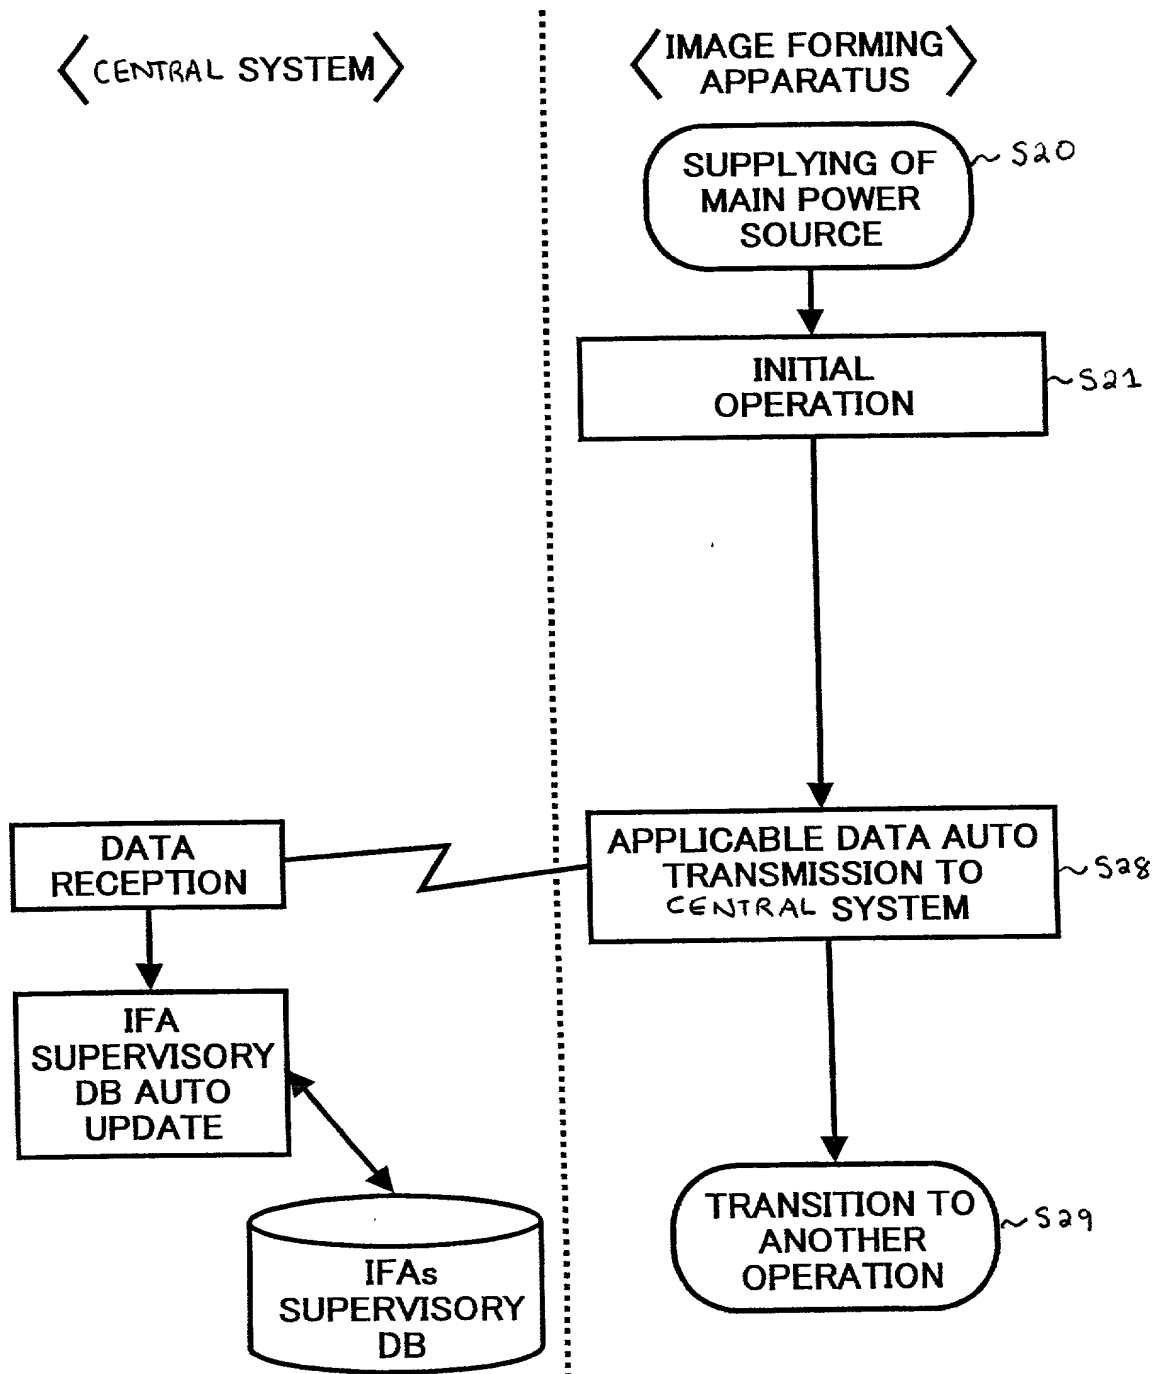 CENTRAL SYSTEM
IMAGE FORMING
APPARATUS
SUPPLYING OF
MAIN POWER
SOURCE
S20
INITIAL
OPERATION
S21
DATA
RECEPTION
APPLICABLE DATA AUTO
TRANSMISSION TO
CENTRAL SYSTEM
S28
IFA
SUPERVISORY
DB AUTO
UPDATE
IFAs
SUPERVISORY
DB
TRANSITION TO
ANOTHER
OPERATION
S29